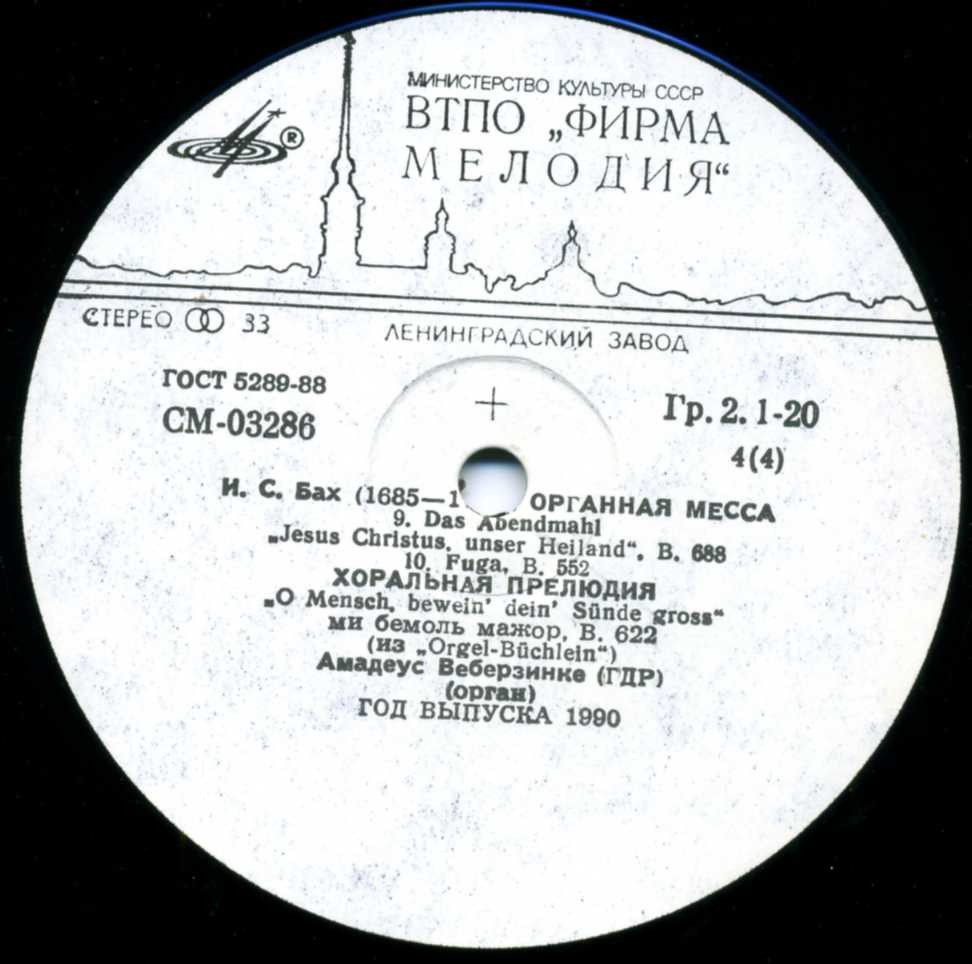 МИНИСТЕРСТВО КУЛЬТУРЫ СССР
ВТПО „ФИРМА
МЕЛОДИЯ“
®
СТЕРЕО 33
ЛЕНИНГРАДСКИЙ ЗАВОД
ГОСТ 5289-88
СМ-03286
Гр. 2. 1-20
4(4)
И. С. Бах (1685—1 ОРГАННАЯ МЕССА
9. Das Abendmahl
„Jesus Christus, unser Heiland“, В. 688
10. Fuga, В. 552
ХОРАЛЬНАЯ ПРЕЛЮДИЯ
„O Mensch, bewein' dein' Sünde gross“
ми бемоль мажор, В. 622
(из „Orgel-Büchlein“)
Амадеус Веберзинке (ГДР)
(орган)
ГОД ВЫПУСКА 1990